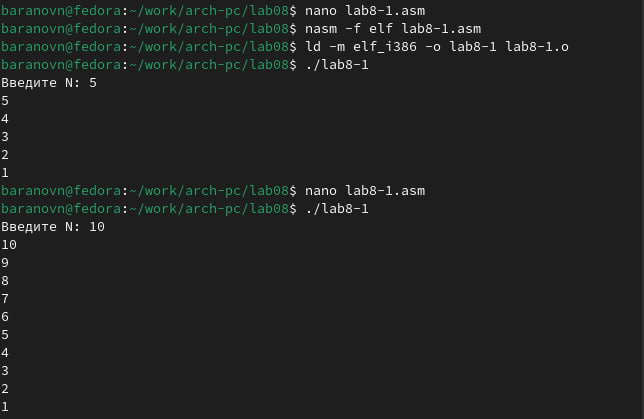 baranovn@fedora:~/work/arch-pc/lab08$ nano lab8-1.asm
baranovn@fedora:~/work/arch-pc/lab08$ nasm -f elf lab8-1.asm
baranovn@fedora:~/work/arch-pc/lab08$ ld -m elf_i386 -o lab8-1 lab8-1.o
baranovn@fedora:~/work/arch-pc/lab08$ ./lab8-1
Введите N: 5
5
4
3
2
1
baranovn@fedora:~/work/arch-pc/lab08$ nano lab8-1.asm
baranovn@fedora:~/work/arch-pc/lab08$ ./lab8-1
Введите N: 10
10
9
8
7
6
5
4
3
2
1